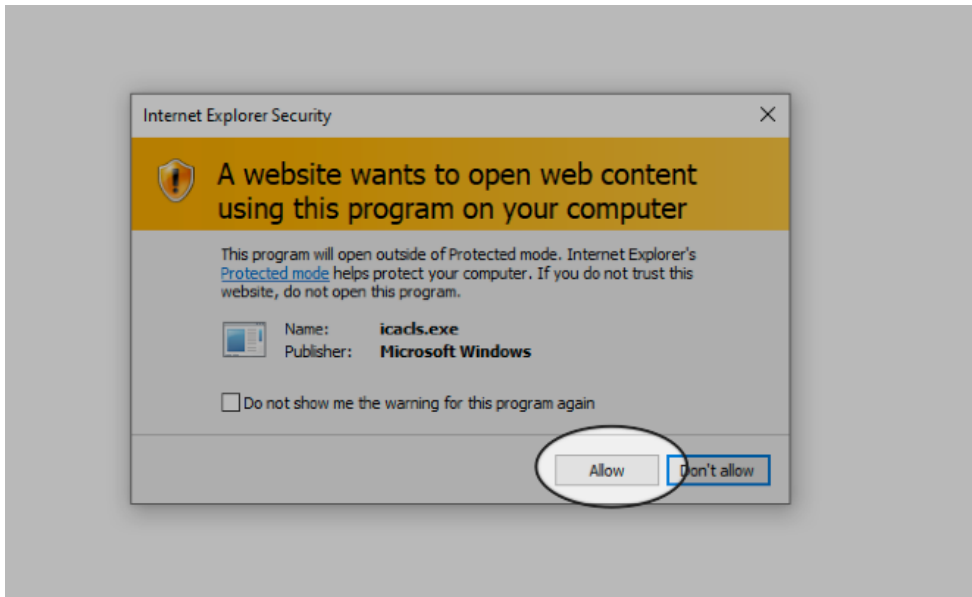 Internet Explorer Security
A website wants to open web content
using this program on your computer
This program will open outside of Protected mode. Internet Explorer's
Protected mode helps protect your computer. If you do not trust this
website, do not open this program.
Name: icacls.exe
Publisher: Microsoft Windows
Do not show me the warning for this program again
Allow Don't allow